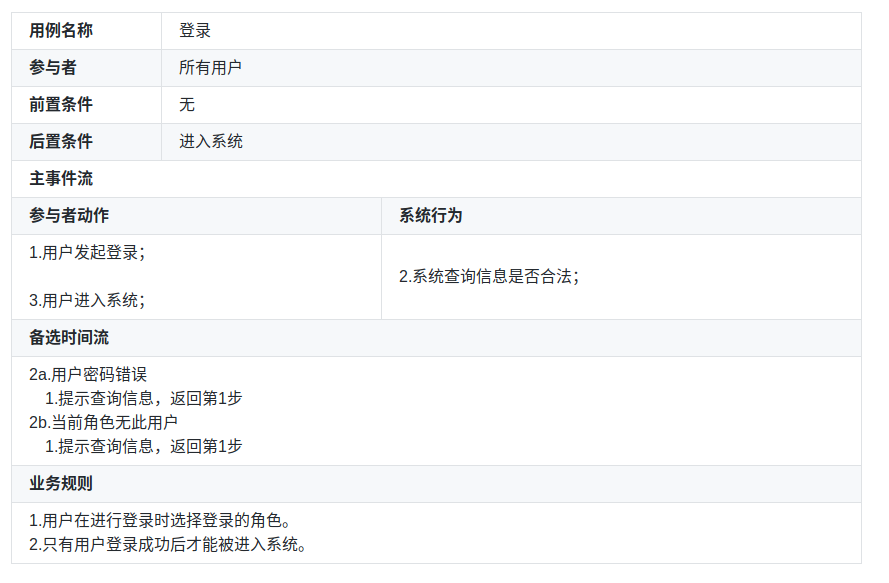 用例名称 登录
参与者 所有用户
前置条件 无
后置条件 进入系统
主事件流
参与者动作 系统行为
1.用户发起登录；
2.系统查询信息是否合法；
3.用户进入系统；
备选时间流
2a.用户密码错误
1.提示查询信息，返回第1步
2b.当前角色无此用户
1.提示查询信息，返回第1步
业务规则
1.用户在进行登录时选择登录的角色。
2.只有用户登录成功后才能被进入系统。